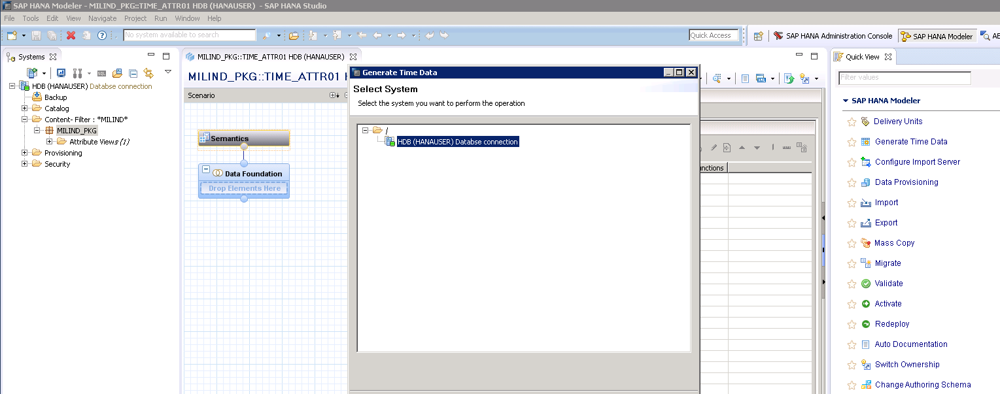 SAP HANA Modeler - MILIND_PKG::TIME_ATTR01 HDB (HANAUSER) - SAP HANA Studio
File Tools Edit View Navigate Project Run Window Help
No system available to search
Quick Access
SAP HANA Administration Console
SAP HANA Modeler
Systems
HDB (HANAUSER) Databse connection
Backup
Catalog
Content- Filter : *MILIND*
MILIND_PKG
Attribute Views (1)
Provisioning
Security
MILIND_PKG::TIME_ATTR01 HDB (HANAUSER)
MILIND_PKG::TIME_ATTR01
Scenario
Semantics
Data Foundation
Drop Elements Here
Generate Time Data
Select System
Select the system you want to perform the operation
/
HDB (HANAUSER) Databse connection
SQL
XML
nctions
Quick View
Filter values
SAP HANA Modeler
Delivery Units
Generate Time Data
Configure Import Server
Data Provisioning
Import
Export
Mass Copy
Migrate
Validate
Activate
Redeploy
Auto Documentation
Switch Ownership
Change Authoring Schema